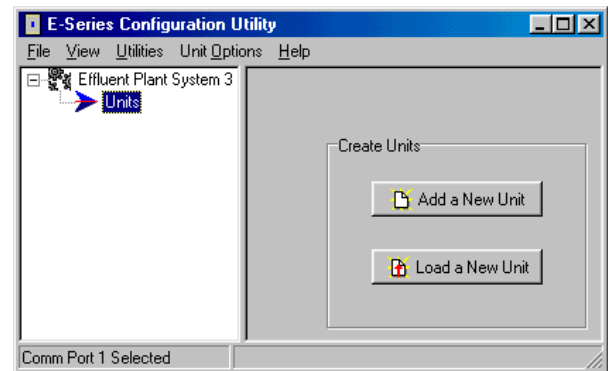 E-Series Configuration Utility
File View Utilities Unit Options Help
Effluent Plant System 3
Units
Create Units
Add a New Unit
Load a New Unit
Comm Port 1 Selected